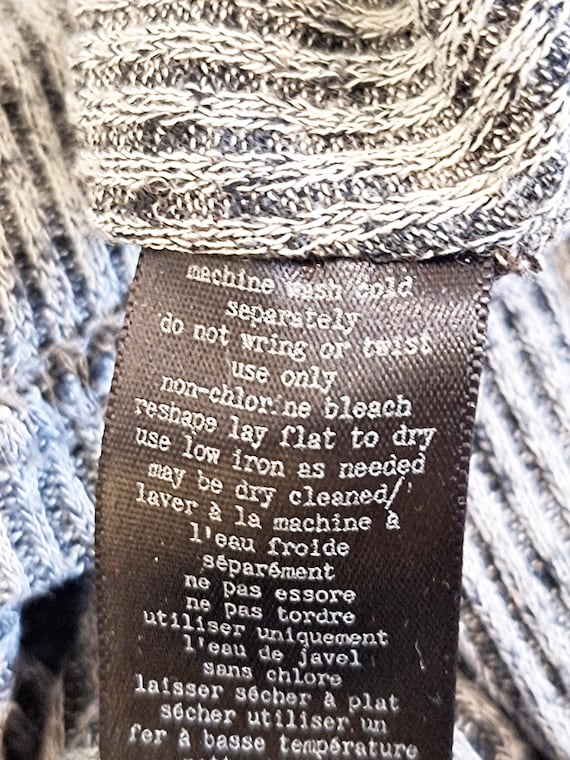 machine wash cold
separately
do not wring or twist
use only
non-chlorine bleach
reshape lay flat to dry
use low iron as needed
may be dry cleaned/
laver à la machine à
l'eau froide
séparément
ne pas essore
ne pas tordre
utiliser uniquement
l'eau de javel
sans chlore
laisser sécher à plat
sécher utiliser un
fer à basse température